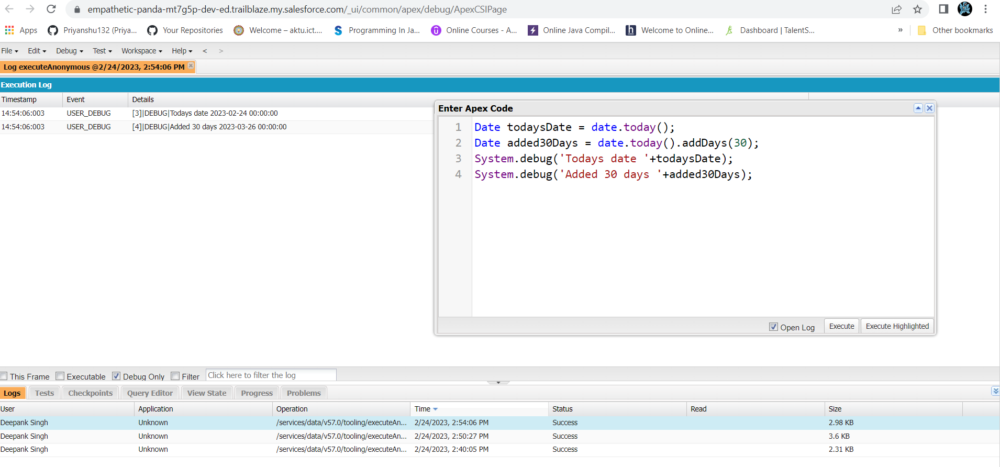 empathetic-panda-mt7g5p-dev-ed.trailblaze.my.salesforce.com/_ui/common/apex/debug/ApexCSIPage
Apps Priyanshu132 (Priya... Your Repositories Welcome – aktu.ict.... Programming In Ja... Online Courses - A... Online Java Compil... Welcome to Online... Dashboard | TalentS... » Other bookmarks
File Edit Debug Test Workspace Help < >
Log executeAnonymous @2/24/2023, 2:54:06 PM
Execution Log
Timestamp Event Details
14:54:06:003 USER_DEBUG [3]|DEBUG|Todays date 2023-02-24 00:00:00
14:54:06:003 USER_DEBUG [4]|DEBUG|Added 30 days 2023-03-26 00:00:00
Enter Apex Code
1 Date todaysDate = date.today();
2 Date added30Days = date.today().addDays(30);
3 System.debug('Todays date '+todaysDate);
4 System.debug('Added 30 days '+added30Days);
Open Log Execute Execute Highlighted
This Frame Executable Debug Only Filter Click here to filter the log
Logs Tests Checkpoints Query Editor View State Progress Problems
User Application Operation Time Status Read Size
Deepank Singh Unknown /services/data/v57.0/tooling/executeAn... 2/24/2023, 2:54:06 PM Success 2.98 KB
Deepank Singh Unknown /services/data/v57.0/tooling/executeAn... 2/24/2023, 2:50:27 PM Success 3.6 KB
Deepank Singh Unknown /services/data/v57.0/tooling/executeAn... 2/24/2023, 2:40:05 PM Success 2.31 KB